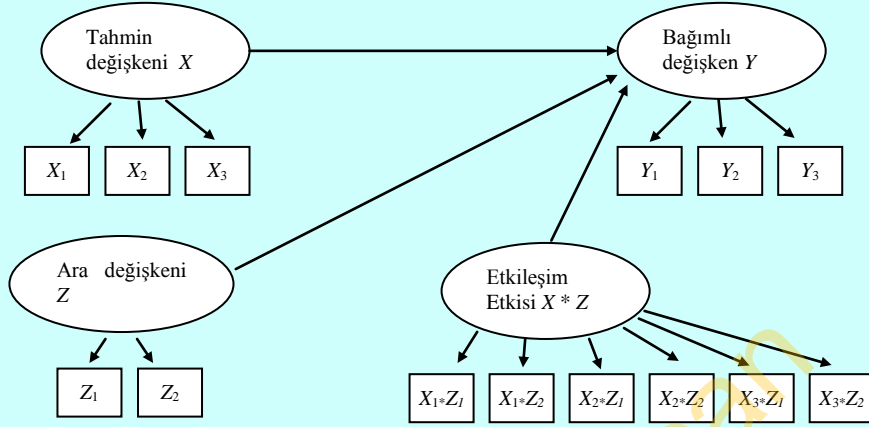 Tahmin
değişkeni X
Bağımlı
değişken Y
X1
X2
X3
Y1
Y2
Y3
Ara değişkeni
Z
Etkileşim
Etkisi X * Z
Z1
Z2
X1*Z1
X1*Z2
X2*Z1
X2*Z2
X3*Z1
X3*Z2